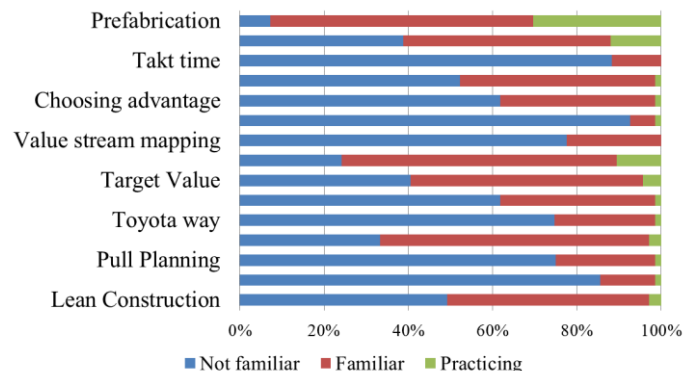 Prefabrication
Takt time
Choosing advantage
Value stream mapping
Target Value
Toyota way
Pull Planning
Lean Construction
0% 20% 40% 60% 80% 100%
Not familiar Familiar Practicing